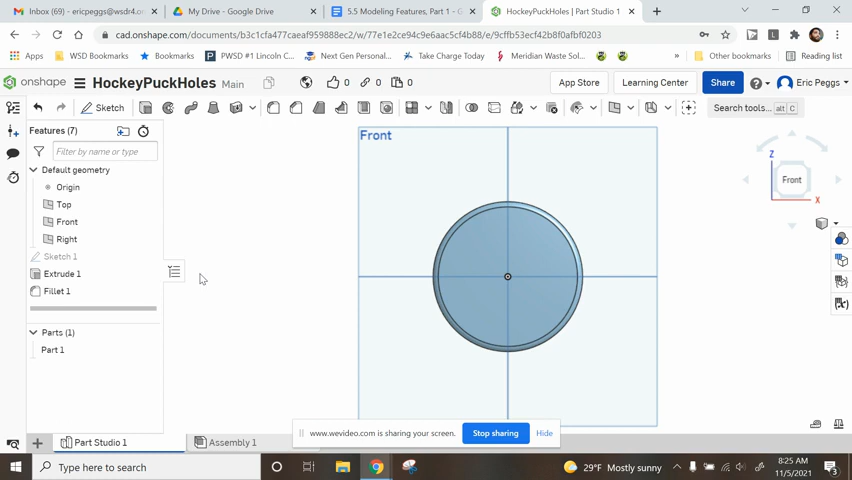 Inbox (69) - ericpeggs@wsdr4.or
My Drive - Google Drive
5.5 Modeling Features, Part 1 - G
HockeyPuckHoles | Part Studio 1
cad.onshape.com/documents/b3c1cfa477caeaf959888ec2/w/77e1e2ce94c9e6aac5cf4b88/e/9cffb53ecf42b8f0afbf0203
Apps
WSD Bookmarks
Bookmarks
PWSD #1 Lincoln C...
Next Gen Personal...
Take Charge Today
Meridian Waste Sol...
Other bookmarks
Reading list
onshape
HockeyPuckHoles
Main
0
0
0
App Store
Learning Center
Share
Eric Peggs
Sketch
Search tools...
alt C
Features (7)
Filter by name or type
Default geometry
Origin
Top
Front
Right
Sketch 1
Extrude 1
Fillet 1
Parts (1)
Part 1
Front
Z
Front
X
Part Studio 1
Assembly 1
www.wevideo.com is sharing your screen.
Stop sharing
Hide
Type here to search
29°F Mostly sunny
8:25 AM
11/5/2021